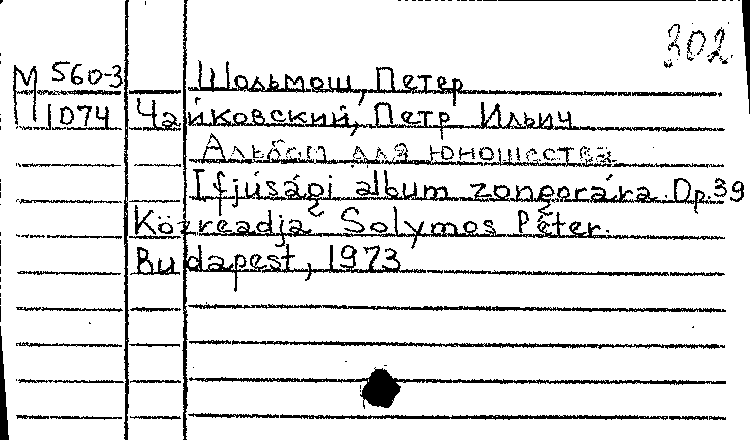 302
М 560-3 Шольмош, Петер
1074 Чайковский, Петр Ильич
Альбом для юношества
Ifjúsági album zongorára. Op. 39
Közreadja Solymos Péter.
Budapest, 1973